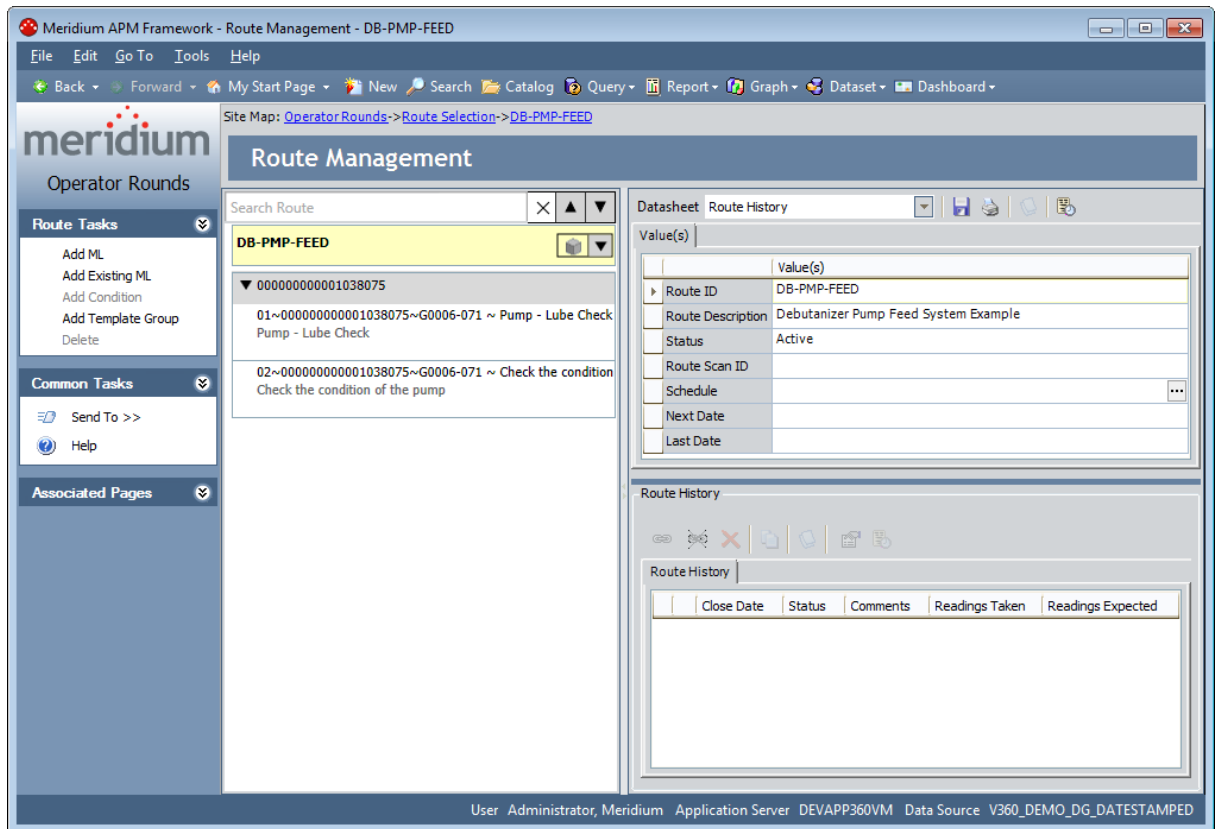 Meridium APM Framework - Route Management - DB-PMP-FEED
File Edit Go To Tools Help
Back Forward My Start Page New Search Catalog Query Report Graph Dataset Dashboard
meridium
Operator Rounds
Site Map: Operator Rounds->Route Selection->DB-PMP-FEED
Route Management
Route Tasks
Add ML
Add Existing ML
Add Condition
Add Template Group
Delete
Common Tasks
Send To >>
Help
Associated Pages
Search Route
DB-PMP-FEED
000000000001038075
01~000000000001038075~G0006-071 ~ Pump - Lube Check
Pump - Lube Check
02~000000000001038075~G0006-071 ~ Check the condition
Check the condition of the pump
Datasheet Route History
Value(s)
Value(s)
Route ID DB-PMP-FEED
Route Description Debutanizer Pump Feed System Example
Status Active
Route Scan ID
Schedule ...
Next Date
Last Date
Route History
Route History
Close Date Status Comments Readings Taken Readings Expected
User Administrator, Meridium Application Server DEVAPP360VM Data Source V360_DEMO_DG_DATESTAMPED